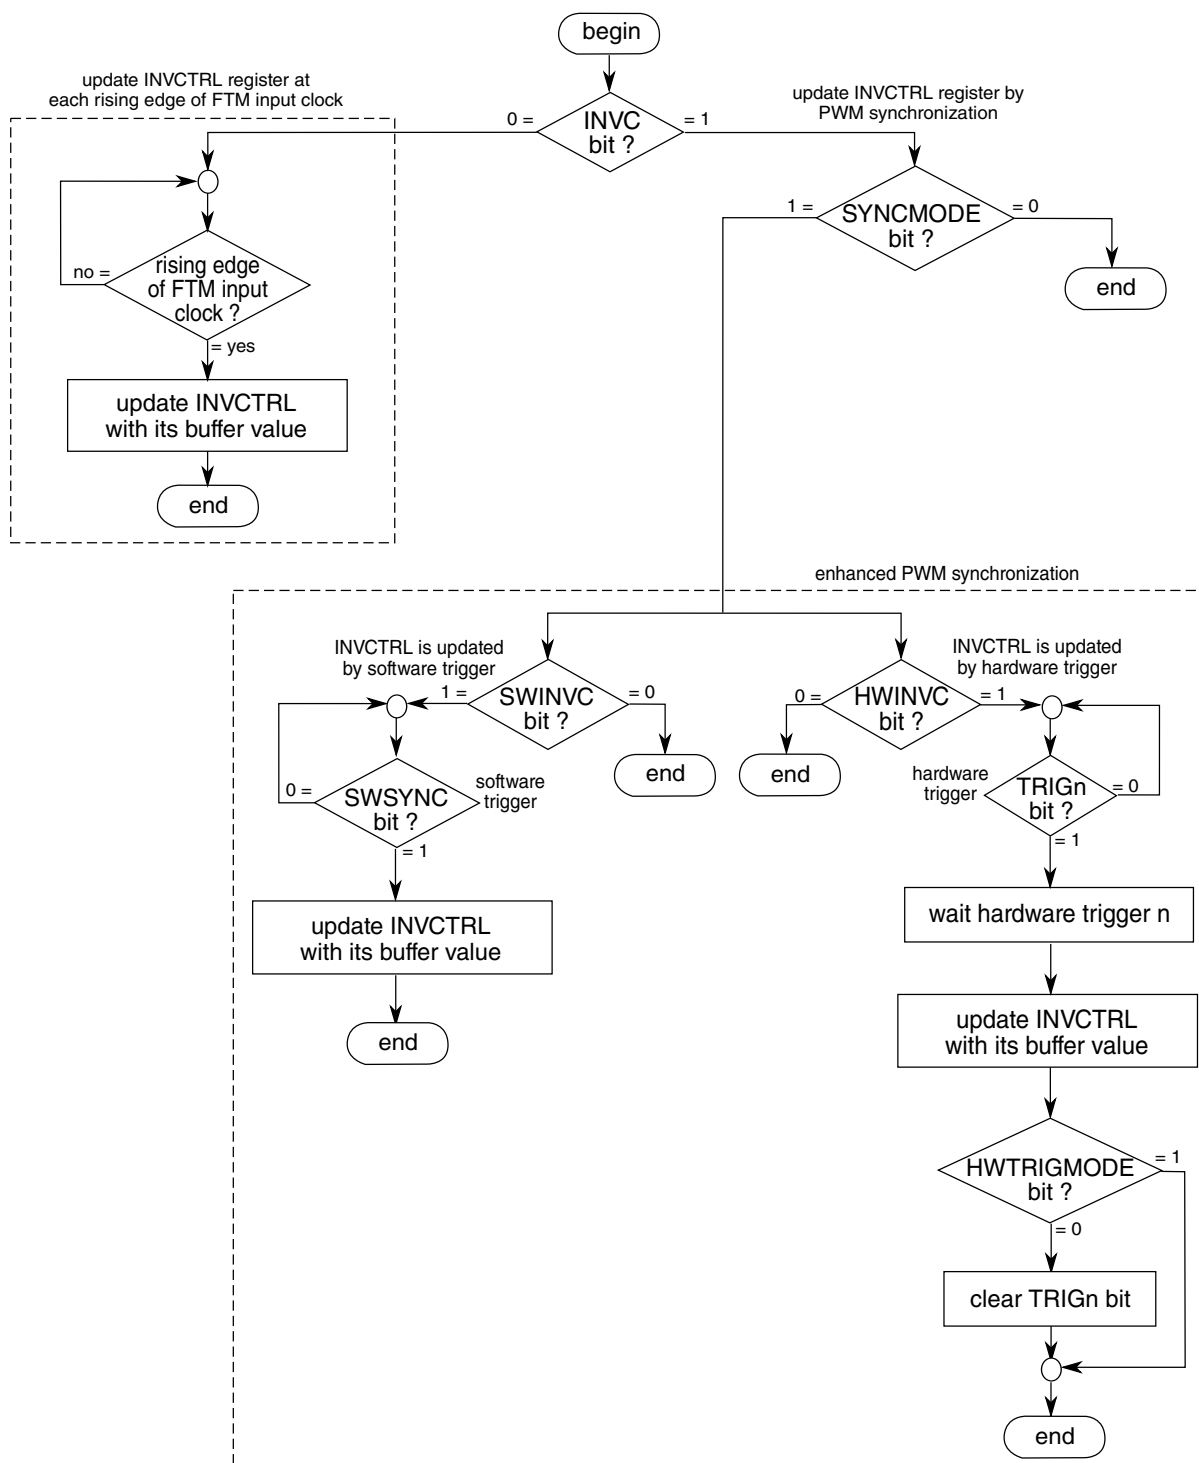 begin
update INVCTRL register at
each rising edge of FTM input clock
update INVCTRL register by
PWM synchronization
0 =
INVC
bit ?
= 1
1 =
SYNCMODE
bit ?
= 0
end
no =
rising edge
of FTM input
clock ?
= yes
update INVCTRL
with its buffer value
end
enhanced PWM synchronization
INVCTRL is updated
by software trigger
1 =
SWINVC
bit ?
= 0
end
0 =
SWSYNC
bit ?
software
trigger
= 1
update INVCTRL
with its buffer value
end
INVCTRL is updated
by hardware trigger
0 =
HWINVC
bit ?
= 1
end
hardware
trigger
TRIGn
bit ?
= 0
= 1
wait hardware trigger n
update INVCTRL
with its buffer value
HWTRIGMODE
bit ?
= 1
= 0
clear TRIGn bit
end